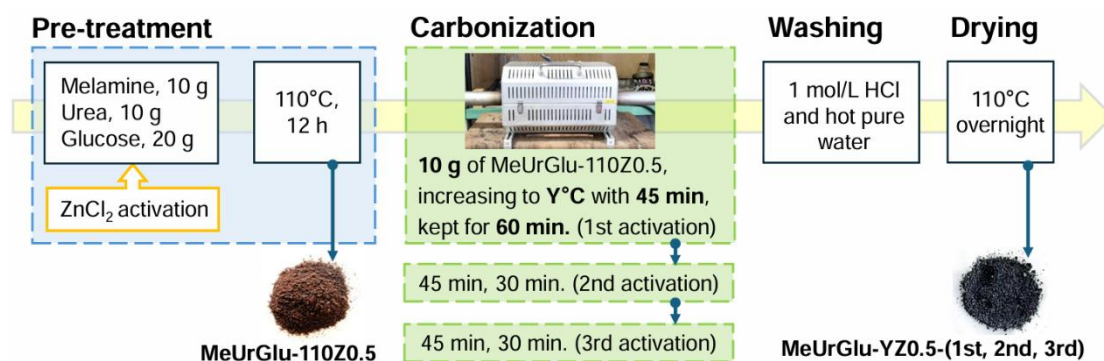 Pre-treatment
Melamine, 10 g
Urea, 10 g
Glucose, 20 g
ZnCl₂ activation
110°C,
12 h
MeUrGlu-110Z0.5
Carbonization
10 g of MeUrGlu-110Z0.5,
increasing to Y°C with 45 min,
kept for 60 min. (1st activation)
45 min, 30 min. (2nd activation)
45 min, 30 min. (3rd activation)
Washing
1 mol/L HCl
and hot pure
water
Drying
110°C
overnight
MeUrGlu-YZ0.5-(1st, 2nd, 3rd)